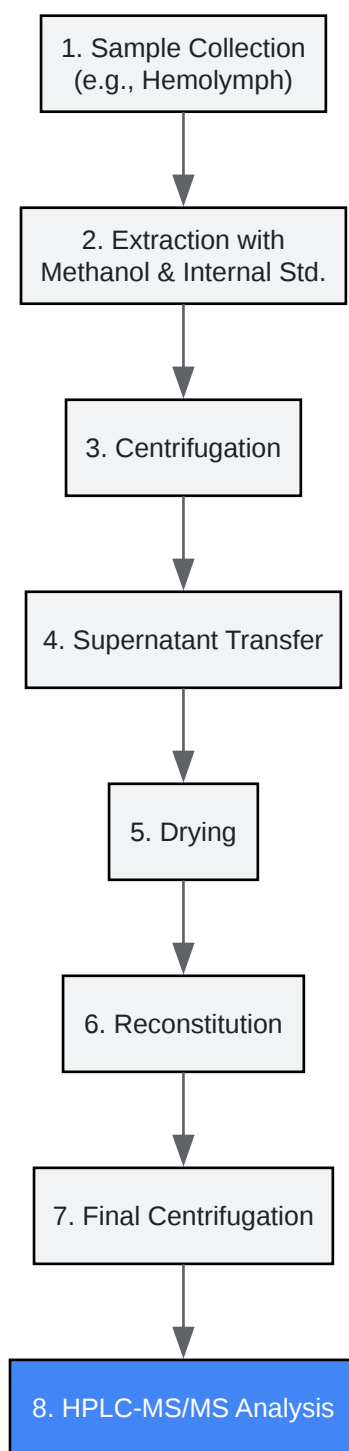 1. Sample Collection
(e.g., Hemolymph)
2. Extraction with
Methanol & Internal Std.
3. Centrifugation
4. Supernatant Transfer
5. Drying
6. Reconstitution
7. Final Centrifugation
8. HPLC-MS/MS Analysis